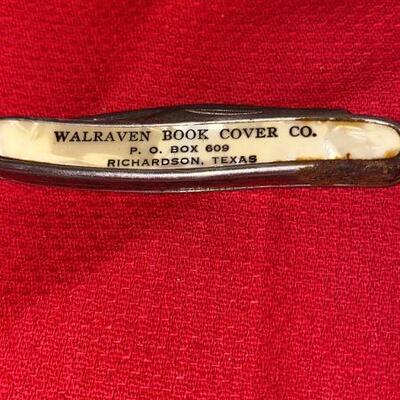 WALRAVEN BOOK COVER CO.
P. O. BOX 609
RICHARDSON, TEXAS